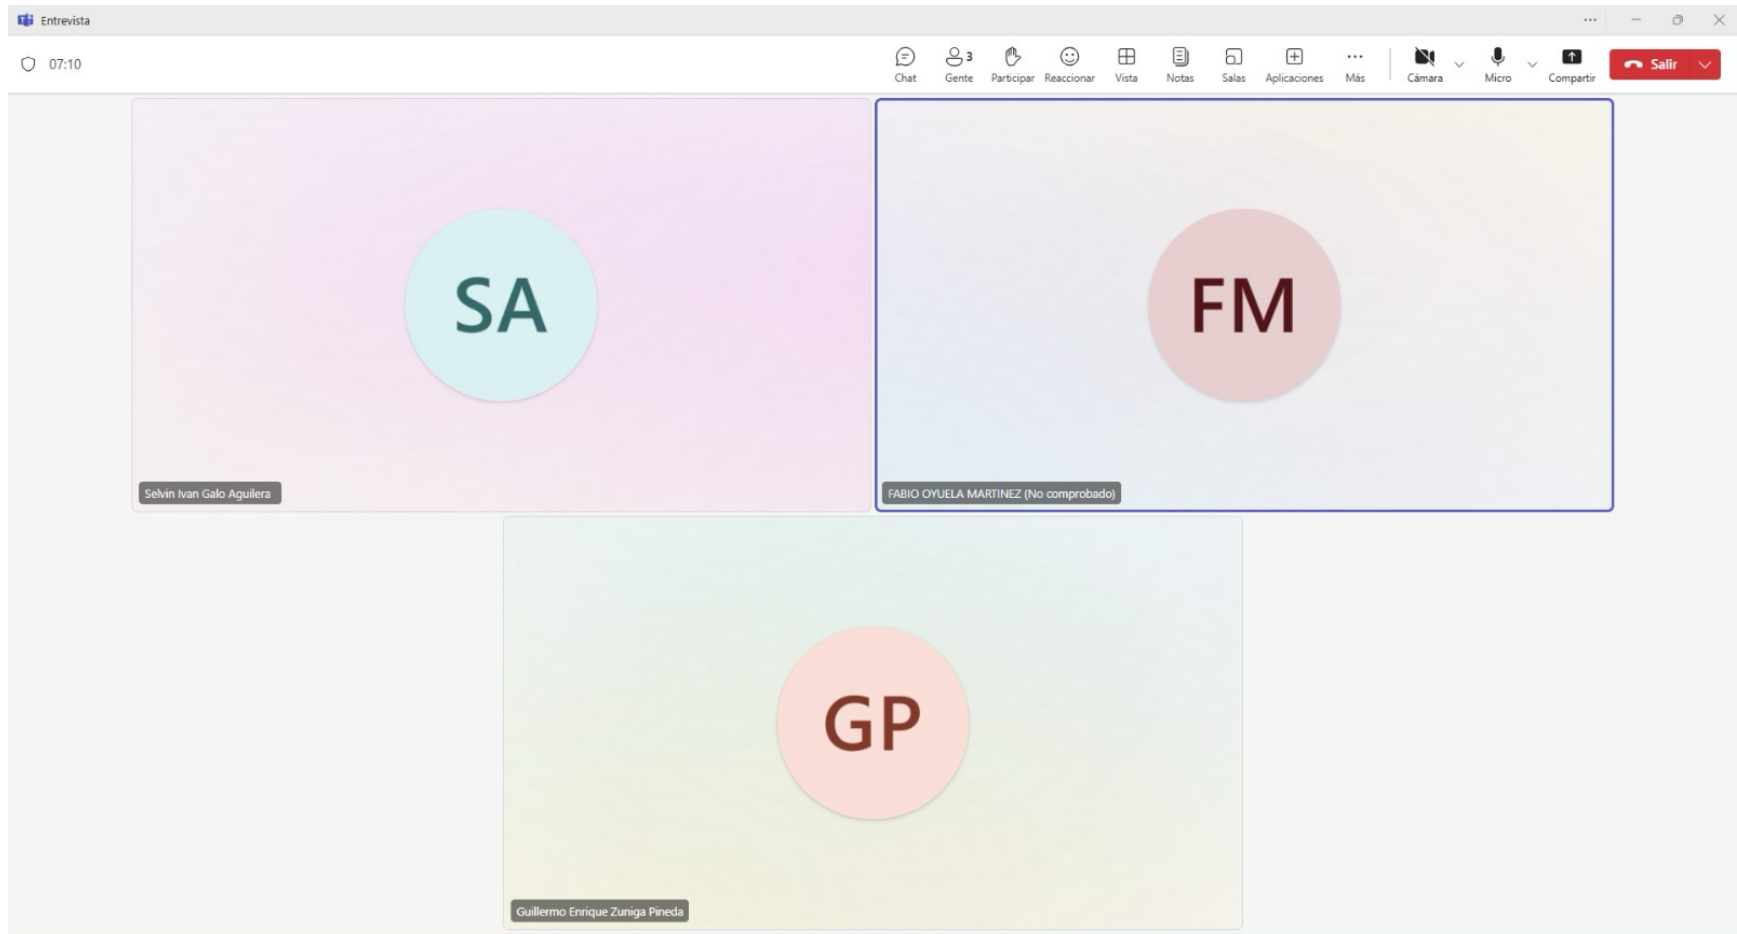 Entrevista
07:10
Chat
3
Gente
Participar
Reaccionar
Vista
Notas
Salas
Aplicaciones
Más
Cámara
Micro
Compartir
Salir
SA
Selvin Ivan Galo Aguilera
FM
FABIO OYUELA MARTINEZ (No comprobado)
GP
Guillermo Enrique Zuniga Pineda